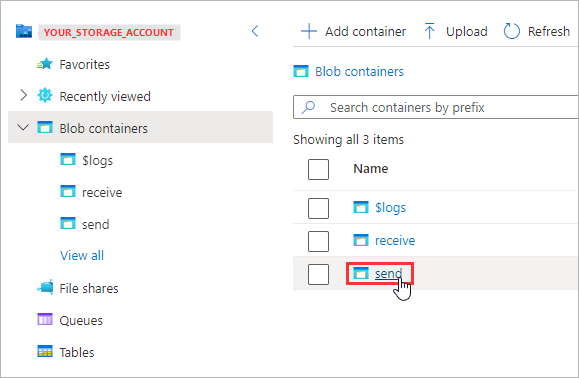 YOUR_STORAGE_ACCOUNT
Favorites
Recently viewed
Blob containers
$logs
receive
send
View all
File shares
Queues
Tables
Add container Upload Refresh
Blob containers
Search containers by prefix
Showing all 3 items
Name
$logs
receive
send